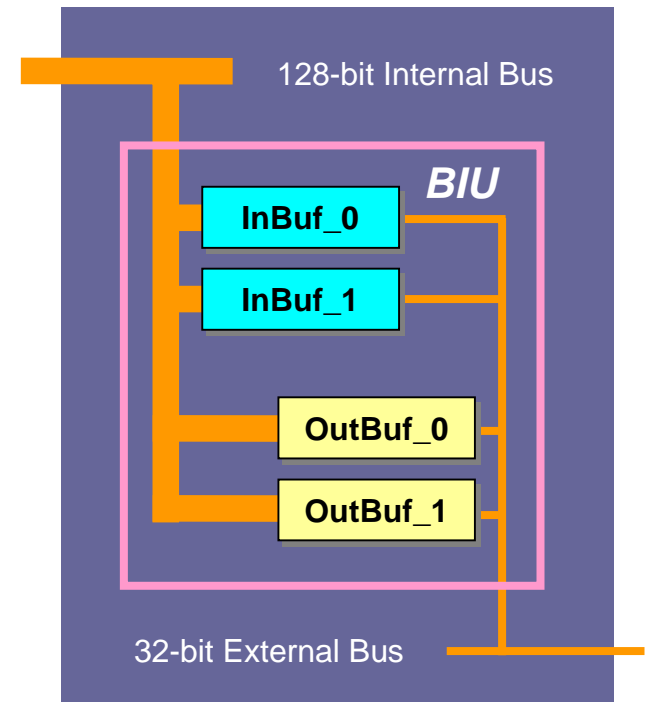 128-bit Internal Bus
BIU
InBuf_0
InBuf_1
OutBuf_0
OutBuf_1
32-bit External Bus